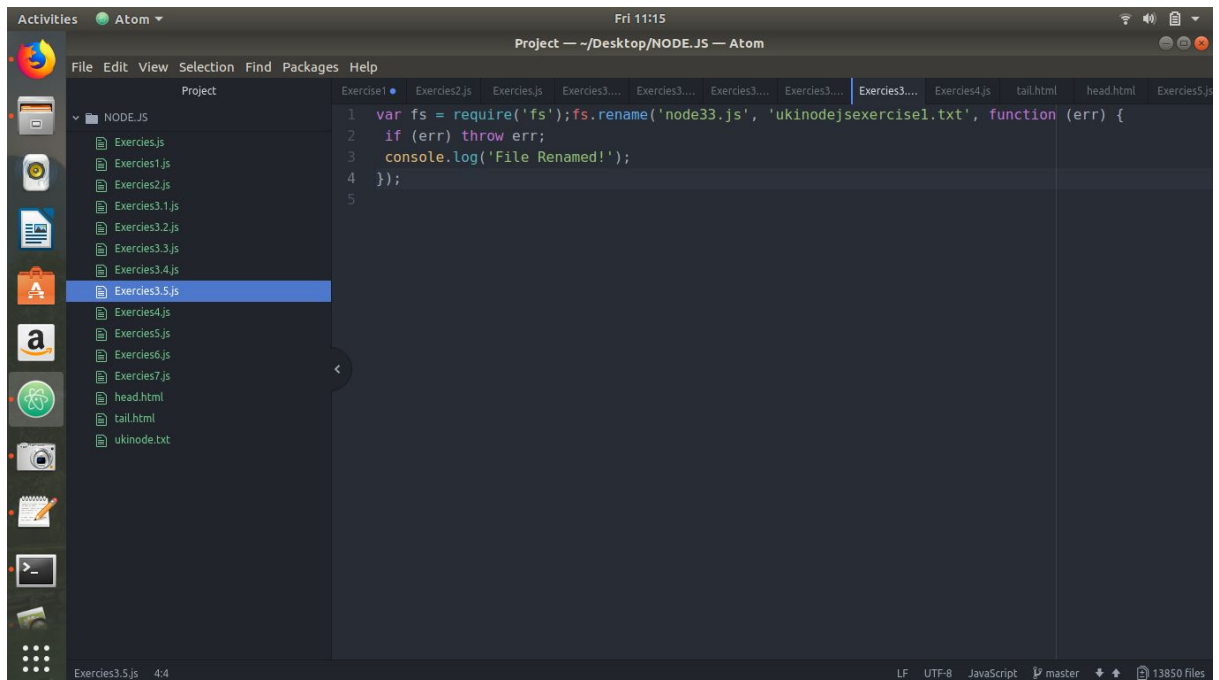 Activities Atom Fri 11:15
Project — ~/Desktop/NODE.JS — Atom
File Edit View Selection Find Packages Help
Project
Exercise1 Exercies2.js Exercies.js Exercies3.... Exercies3.... Exercies3.... Exercies3.... Exercies3.... Exercies4.js tail.html head.html Exercies5.js
NODE.JS
Exercies.js
Exercies1.js
Exercies2.js
Exercies3.1.js
Exercies3.2.js
Exercies3.3.js
Exercies3.4.js
Exercies3.5.js
Exercies4.js
Exercies5.js
Exercies6.js
Exercies7.js
head.html
tail.html
ukinode.txt
1 var fs = require('fs');fs.rename('node33.js', 'ukinodejsexercise1.txt', function (err) {
2 if (err) throw err;
3 console.log('File Renamed!');
4 });
5
Exercies3.5.js 4:4 LF UTF-8 JavaScript master 13850 files